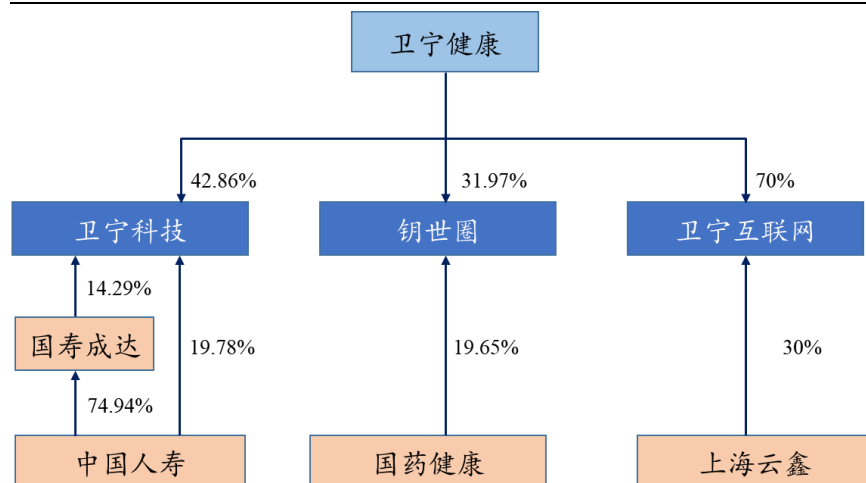 卫宁健康
42.86%
31.97%
70%
卫宁科技
钥世圈
卫宁互联网
14.29%
国寿成达
19.78%
19.65%
30%
74.94%
中国人寿
国药健康
上海云鑫